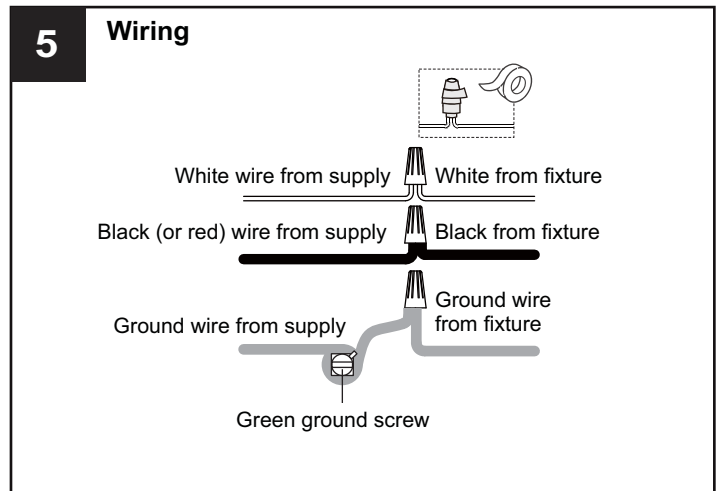 5
Wiring
White wire from supply
White from fixture
Black (or red) wire from supply
Black from fixture
Ground wire from supply
Ground wire
from fixture
Green ground screw